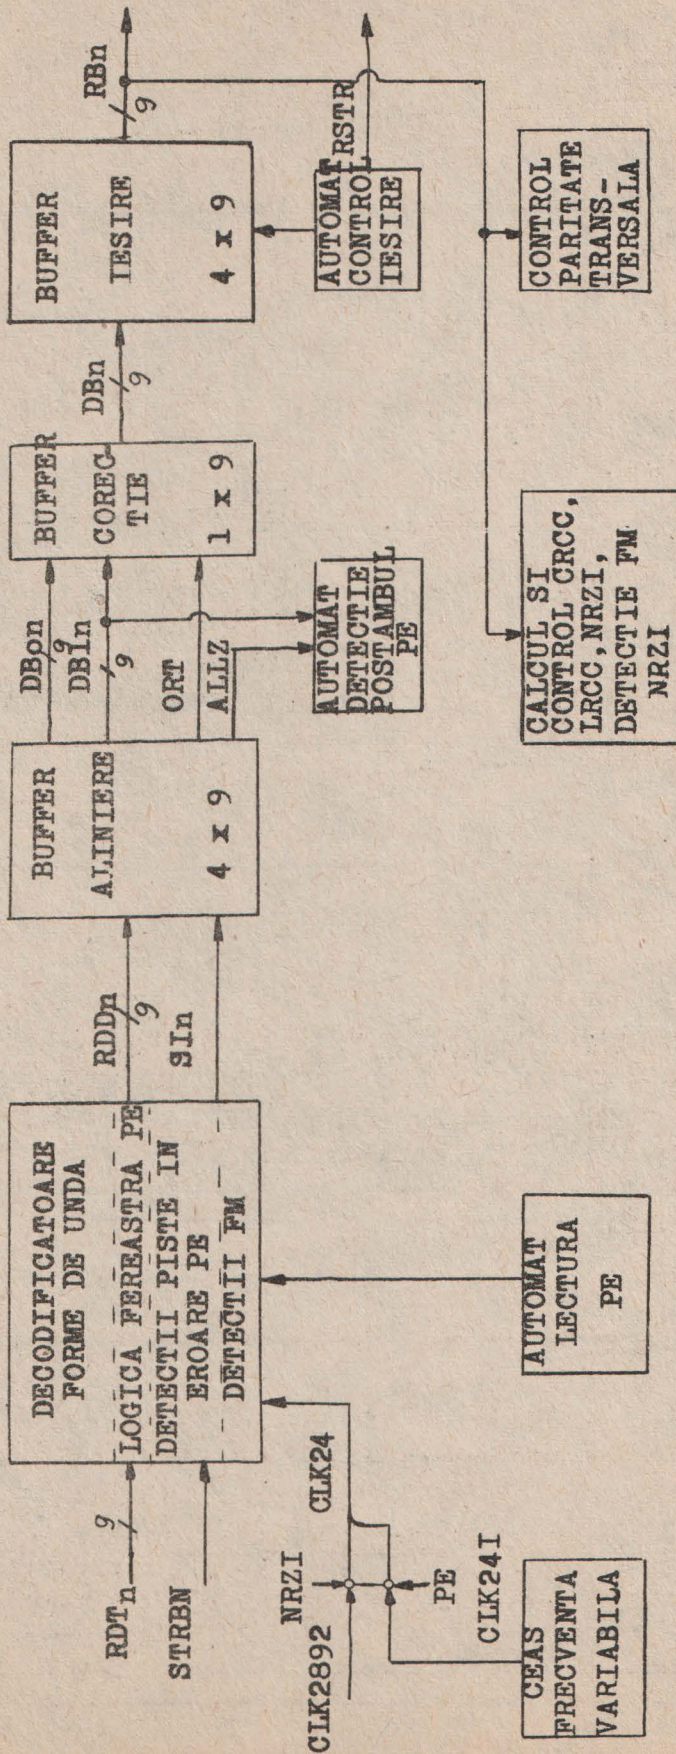 RDTn
9
STRBN
NRZI
CLK2892
CLK24
PE
CLK24I
CEAS
FRECVENTA
VARIABILA
DECODIFICATOARE
FORME DE UNDA
LOGICA FEREASTRA PE
DETECTII PISTE IN
EROARE PE
DETECTII FM
AUTOMAT
LECTURA
PE
RDDn
9
SIn
BUFFER
ALINIERE
4 x 9
DBon
9
DB1n
9
ORT
ALLZ
AUTOMAT
DETECTIE
POSTAMBUL
PE
BUFFER
COREC-
TIE
1 x 9
DBn
9
BUFFER
IESIRE
4 x 9
RBn
9
AUTOMAT
CONTROL
IESIRE
RSTR
CALCUL SI
CONTROL CRCC,
LRCC,NRZI,
DETECTIE FM
NRZI
CONTROL
PARITATE
TRANS-
VERSALA